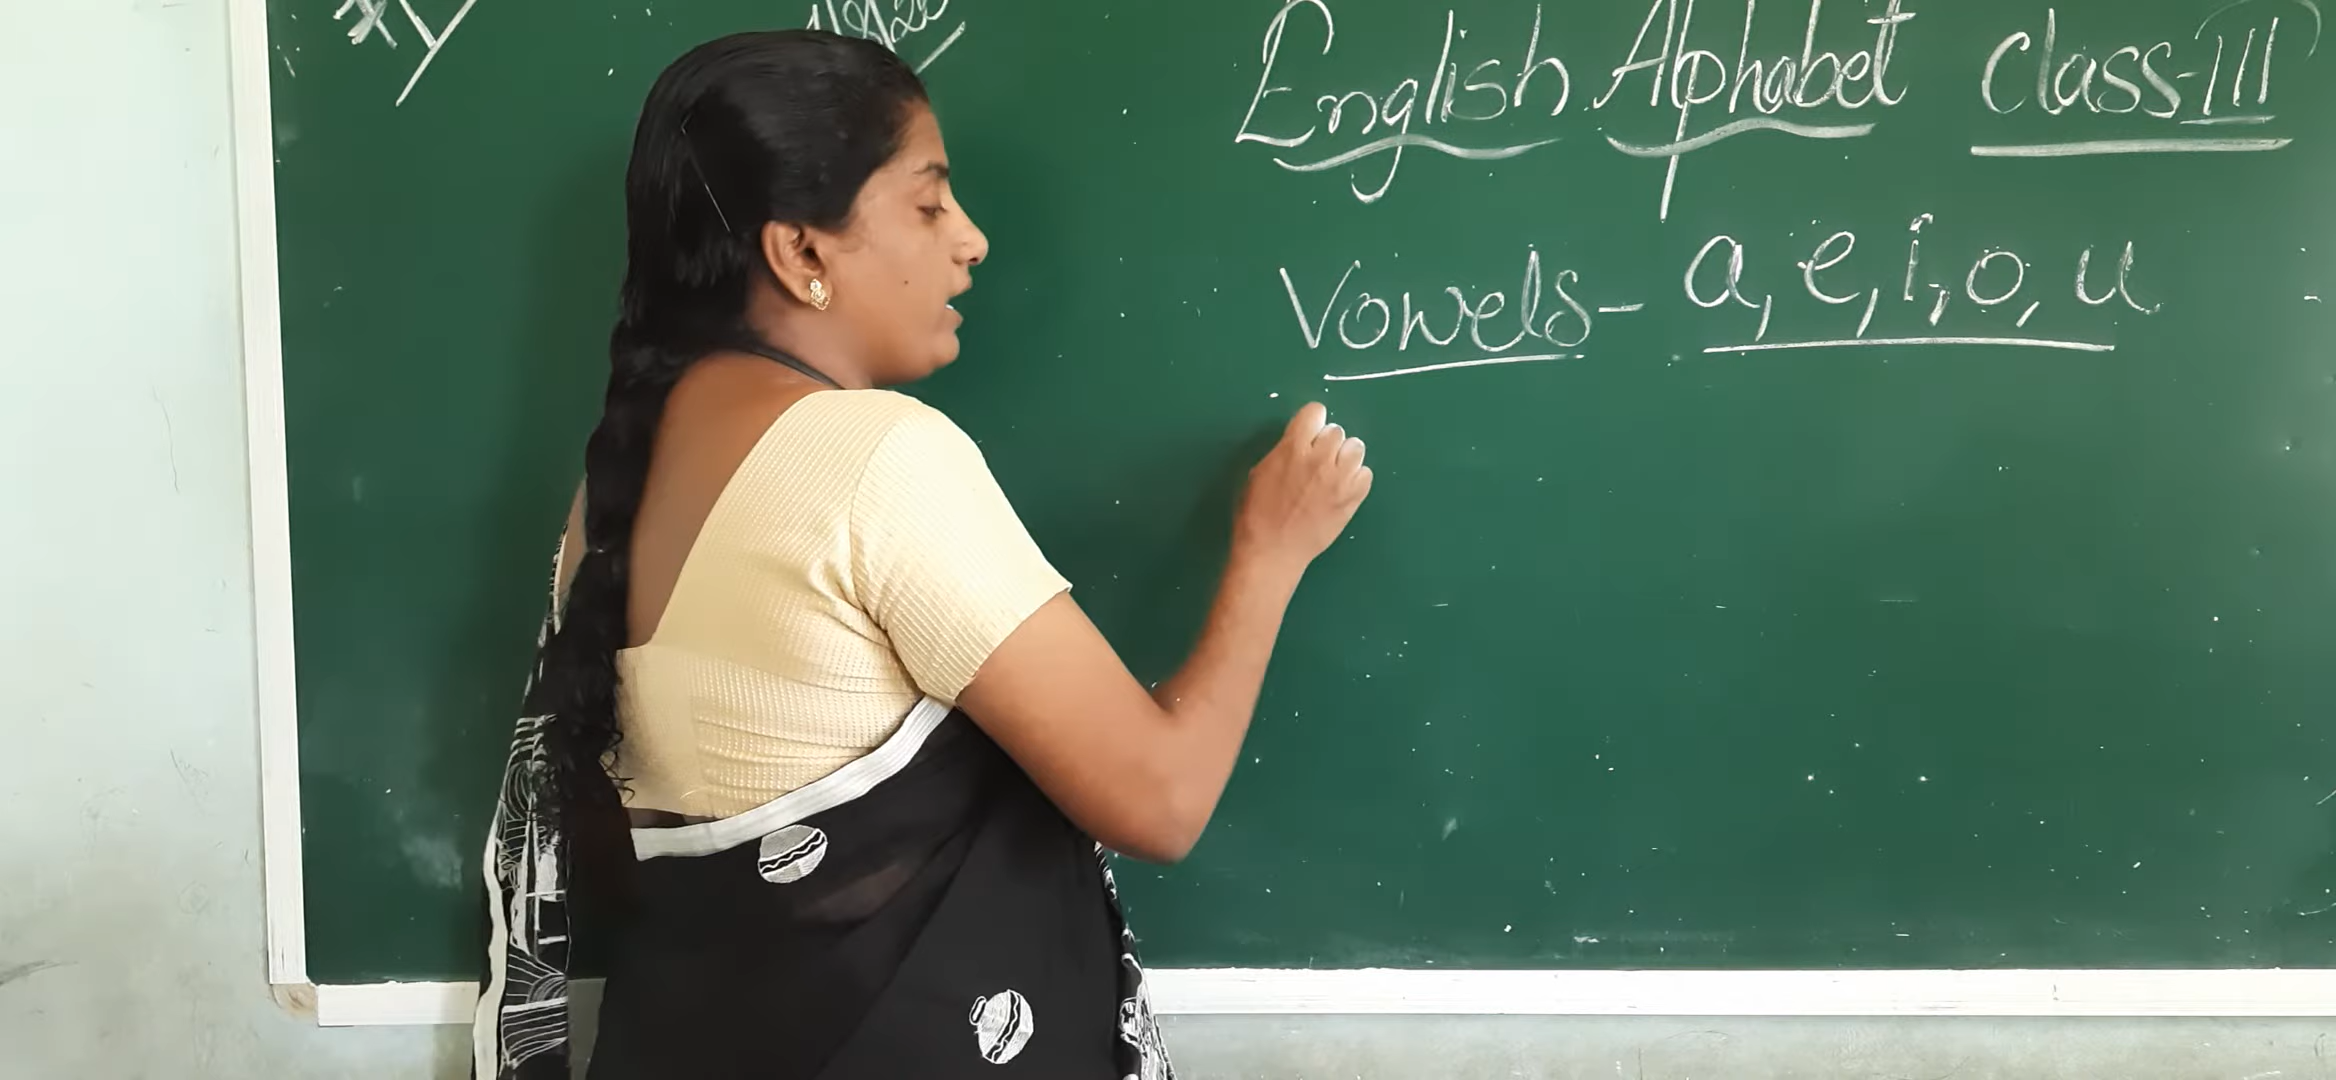 English Alphabet Class-III
Vowels- a, e, i, o, u